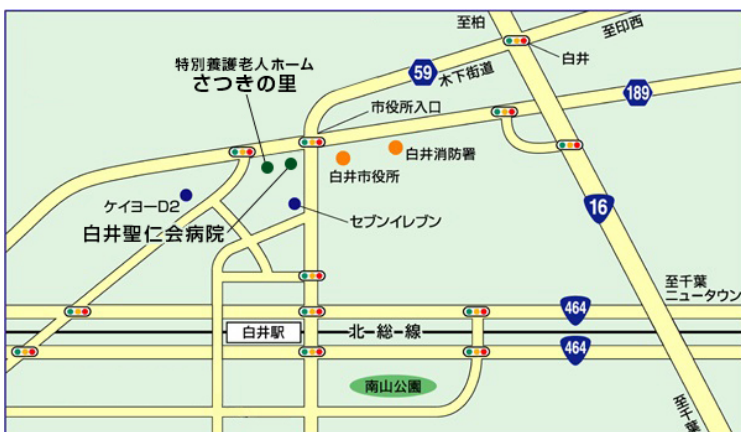 至柏
至印西
特別養護老人ホーム
さつきの里
59
木下街道
白井
市役所入口
189
白井消防署
白井市役所
ケイヨーD2
白井聖仁会病院
セブンイレブン
16
至千葉
ニュータウン
464
白井駅
北総線
464
南山公園
至千葉